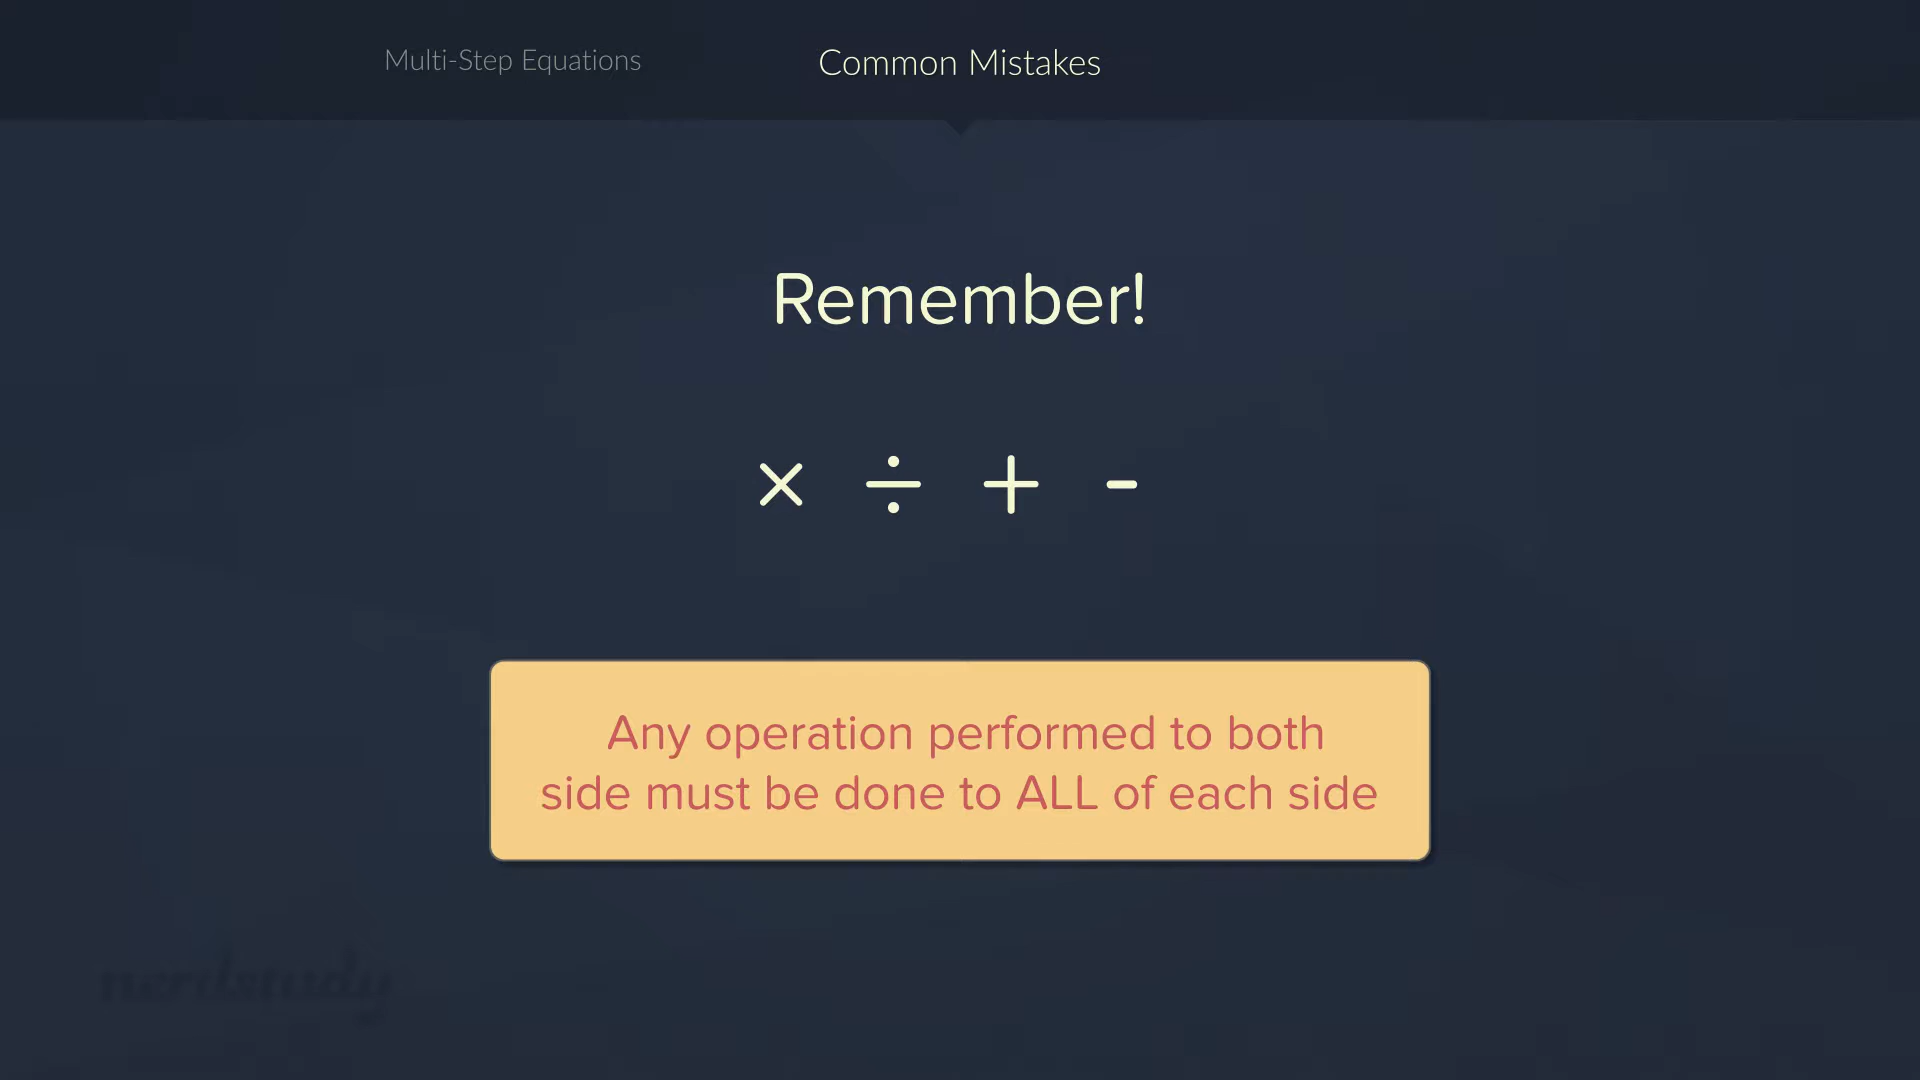 Multi-Step Equations
Common Mistakes
Remember!
× ÷ + -
Any operation performed to both
side must be done to ALL of each side
nerdstudy